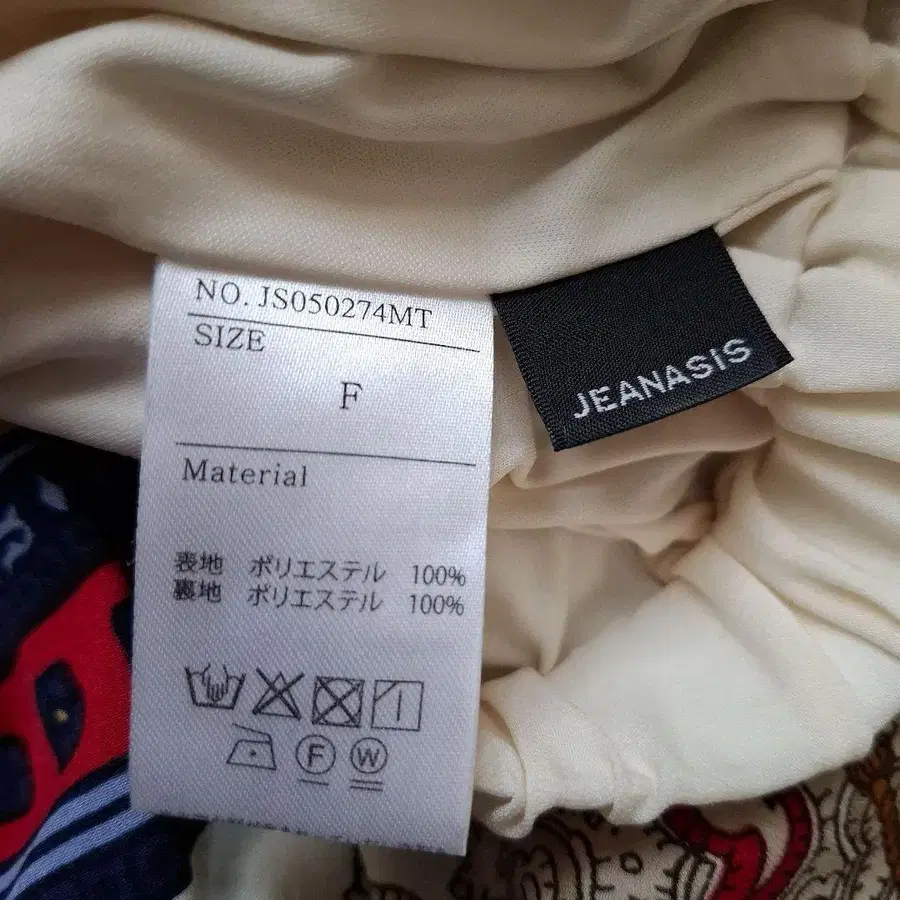 NO. JS050274MT
SIZE
F
Material
表地 ポリエステル 100%
裏地 ポリエステル 100%
F W
JEANASIS